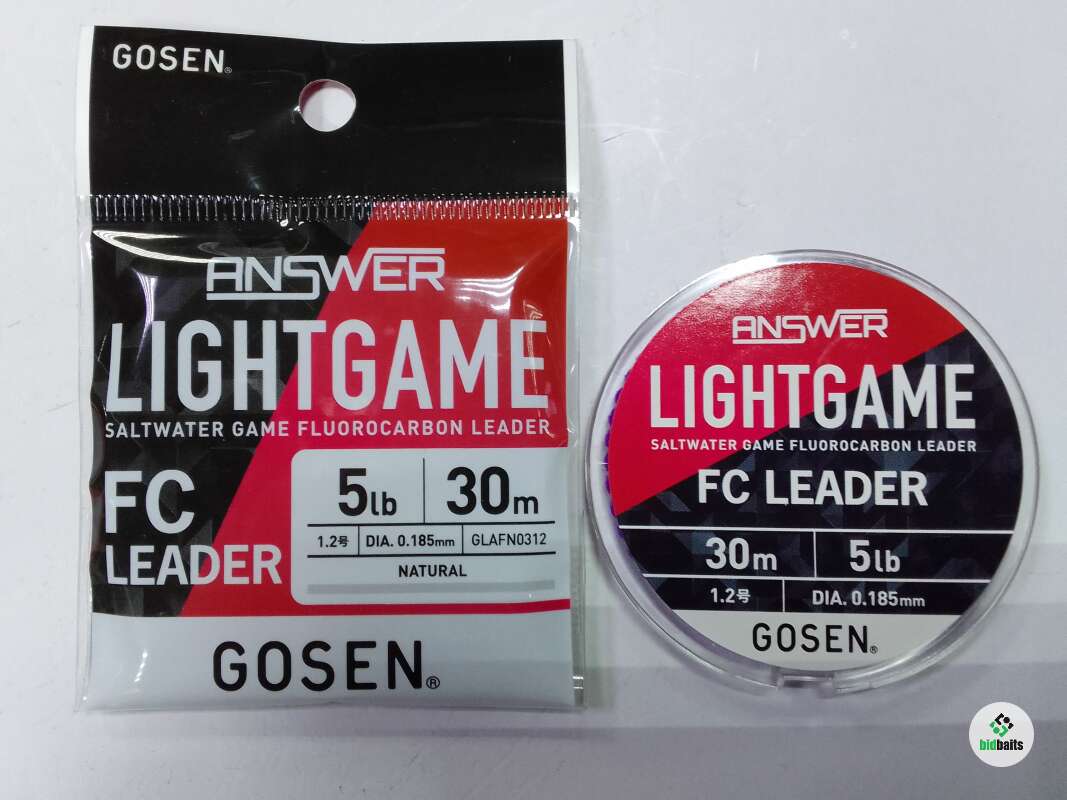 GOSEN®
ANSWER
LIGHTGAME
SALTWATER GAME FLUOROCARBON LEADER
FC
LEADER
5lb 30m
1.2号 DIA. 0.185mm GLAFN0312
NATURAL
GOSEN®
ANSWER
LIGHTGAME
SALTWATER GAME FLUOROCARBON LEADER
FC LEADER
30m 5lb
1.2号 DIA. 0.185mm
GOSEN®
bidbaits